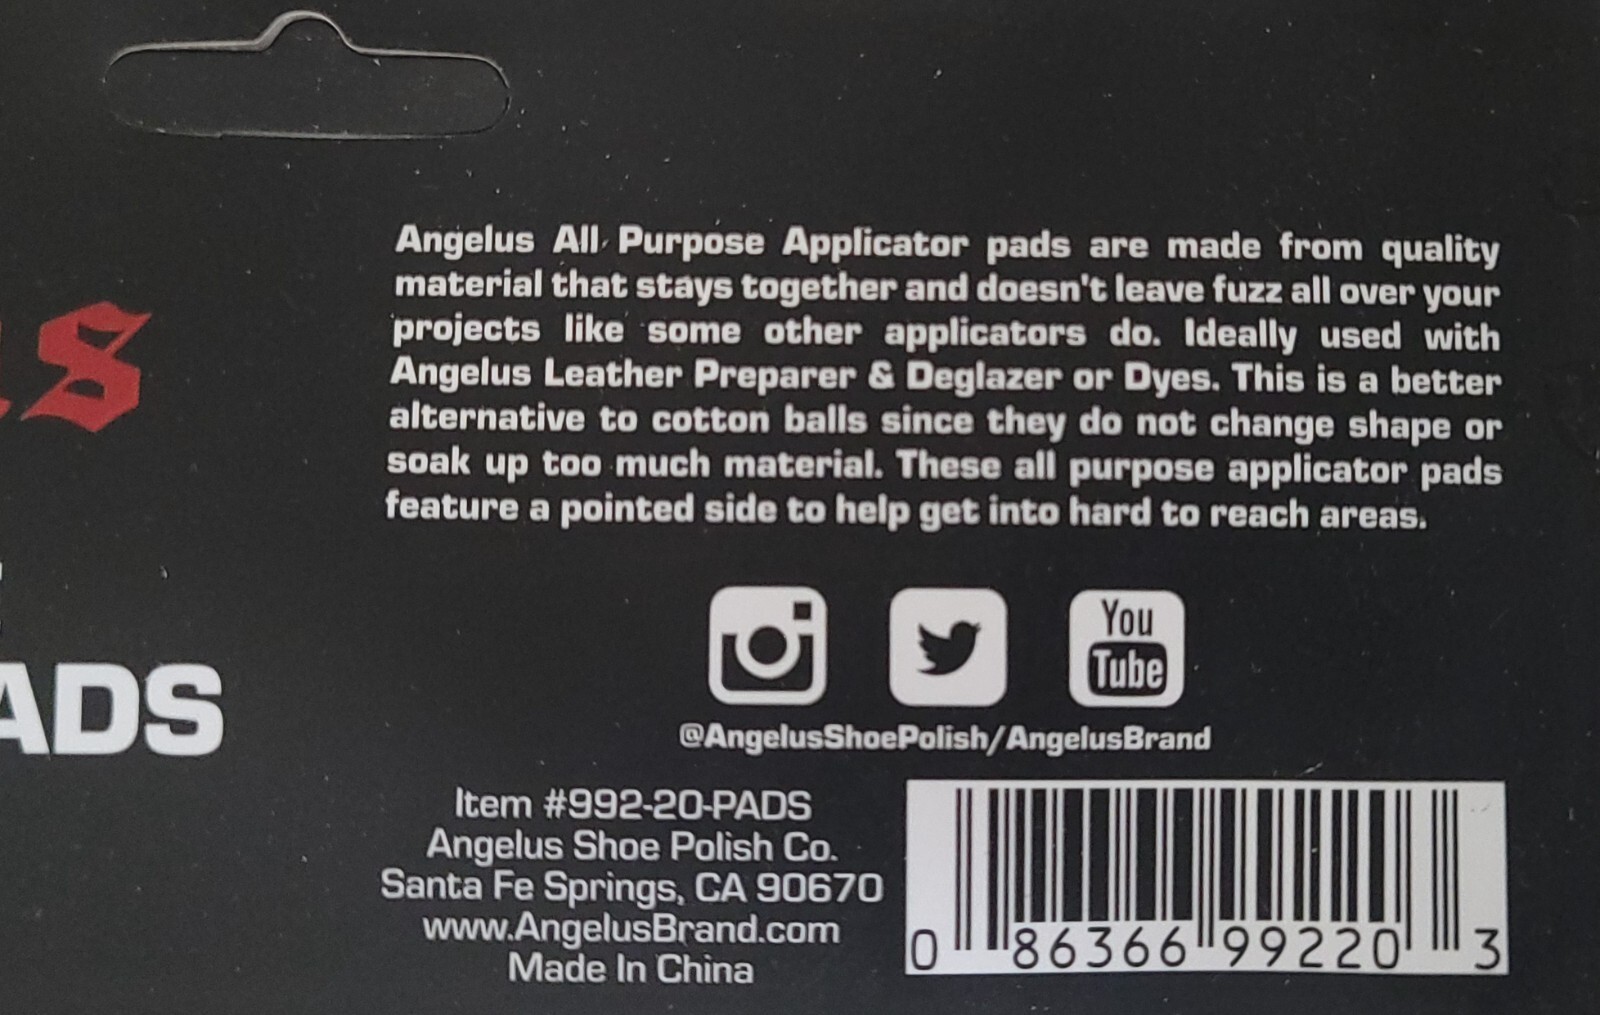 Angelus All Purpose Applicator pads are made from quality
material that stays together and doesn't leave fuzz all over your
projects like some other applicators do. Ideally used with
Angelus Leather Preparer & Deglazer or Dyes. This is a better
alternative to cotton balls since they do not change shape or
soak up too much material. These all purpose applicator pads
feature a pointed side to help get into hard to reach areas.
S
ADS
You
Tube
@AngelusShoePolish/AngelusBrand
Item #992-20-PADS
Angelus Shoe Polish Co.
Santa Fe Springs, CA 90670
www.AngelusBrand.com
Made In China
0 86366 99220 3